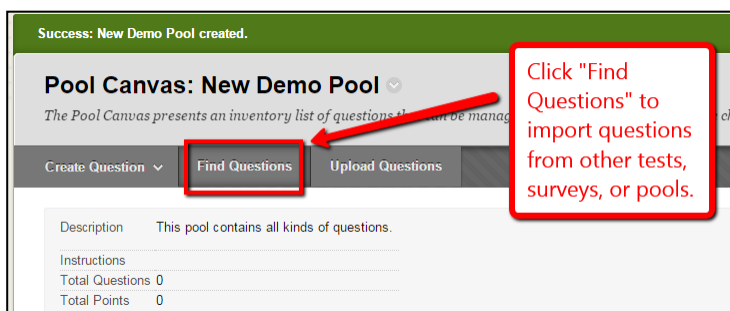 Success: New Demo Pool created.
Pool Canvas: New Demo Pool
The Pool Canvas presents an inventory list of questions that can be manag
Click "Find
Questions" to
import questions
from other tests,
surveys, or pools.
Create Question
Find Questions
Upload Questions
Description This pool contains all kinds of questions.
Instructions
Total Questions 0
Total Points 0